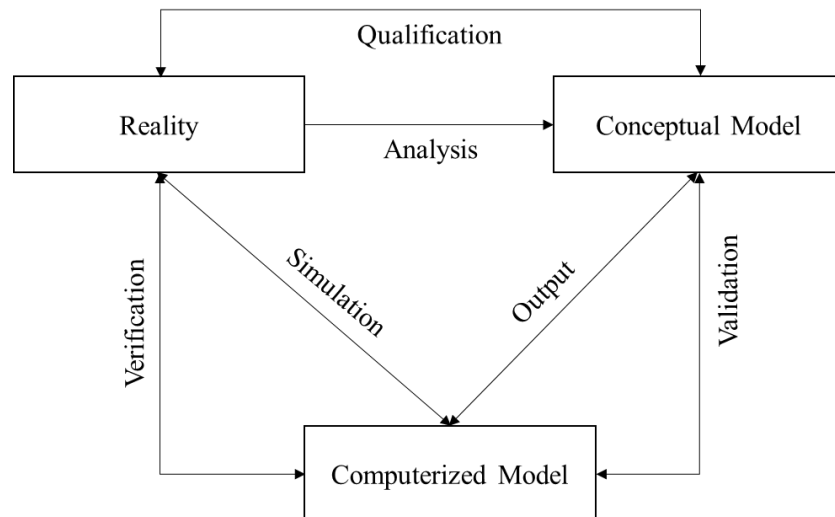 Qualification
Reality
Conceptual Model
Analysis
Verification
Simulation
Output
Validation
Computerized Model